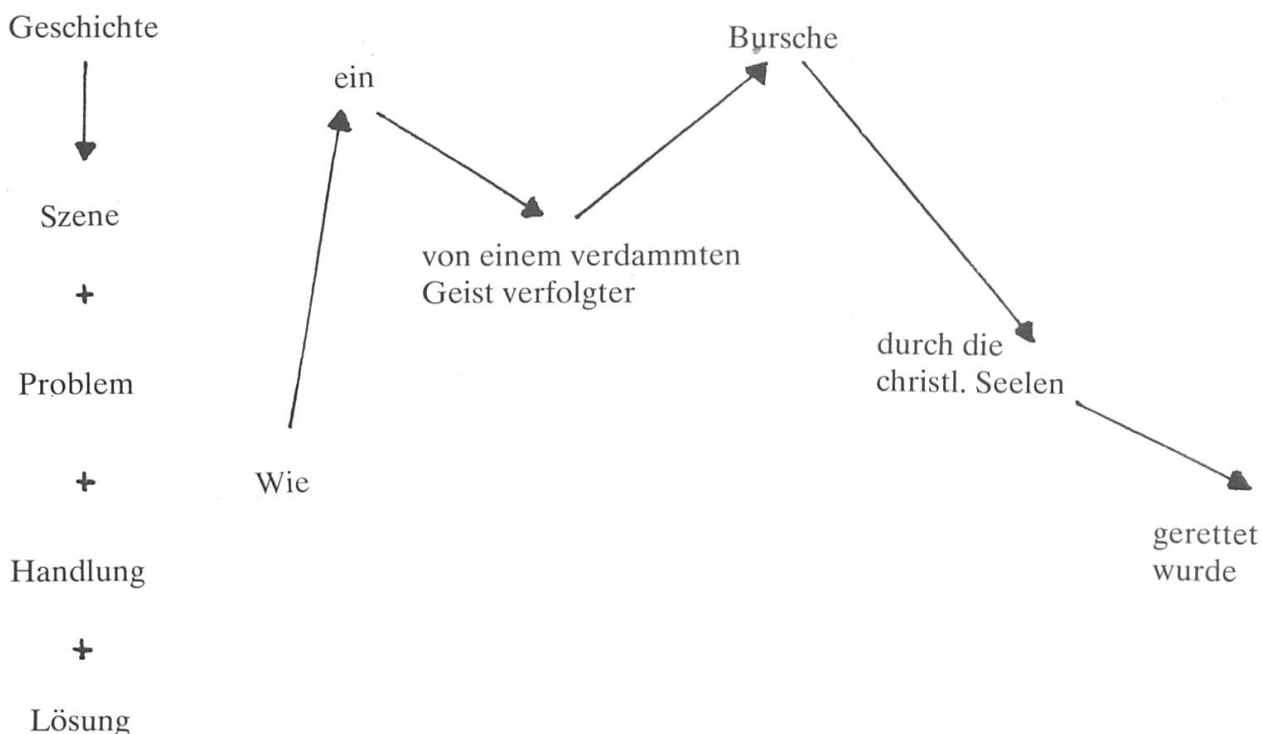 Geschichte
Szene
+
Problem
+
Handlung
+
Lösung
Wie
ein
von einem verdammten
Geist verfolgter
Bursche
durch die
christl. Seelen
gerettet
wurde